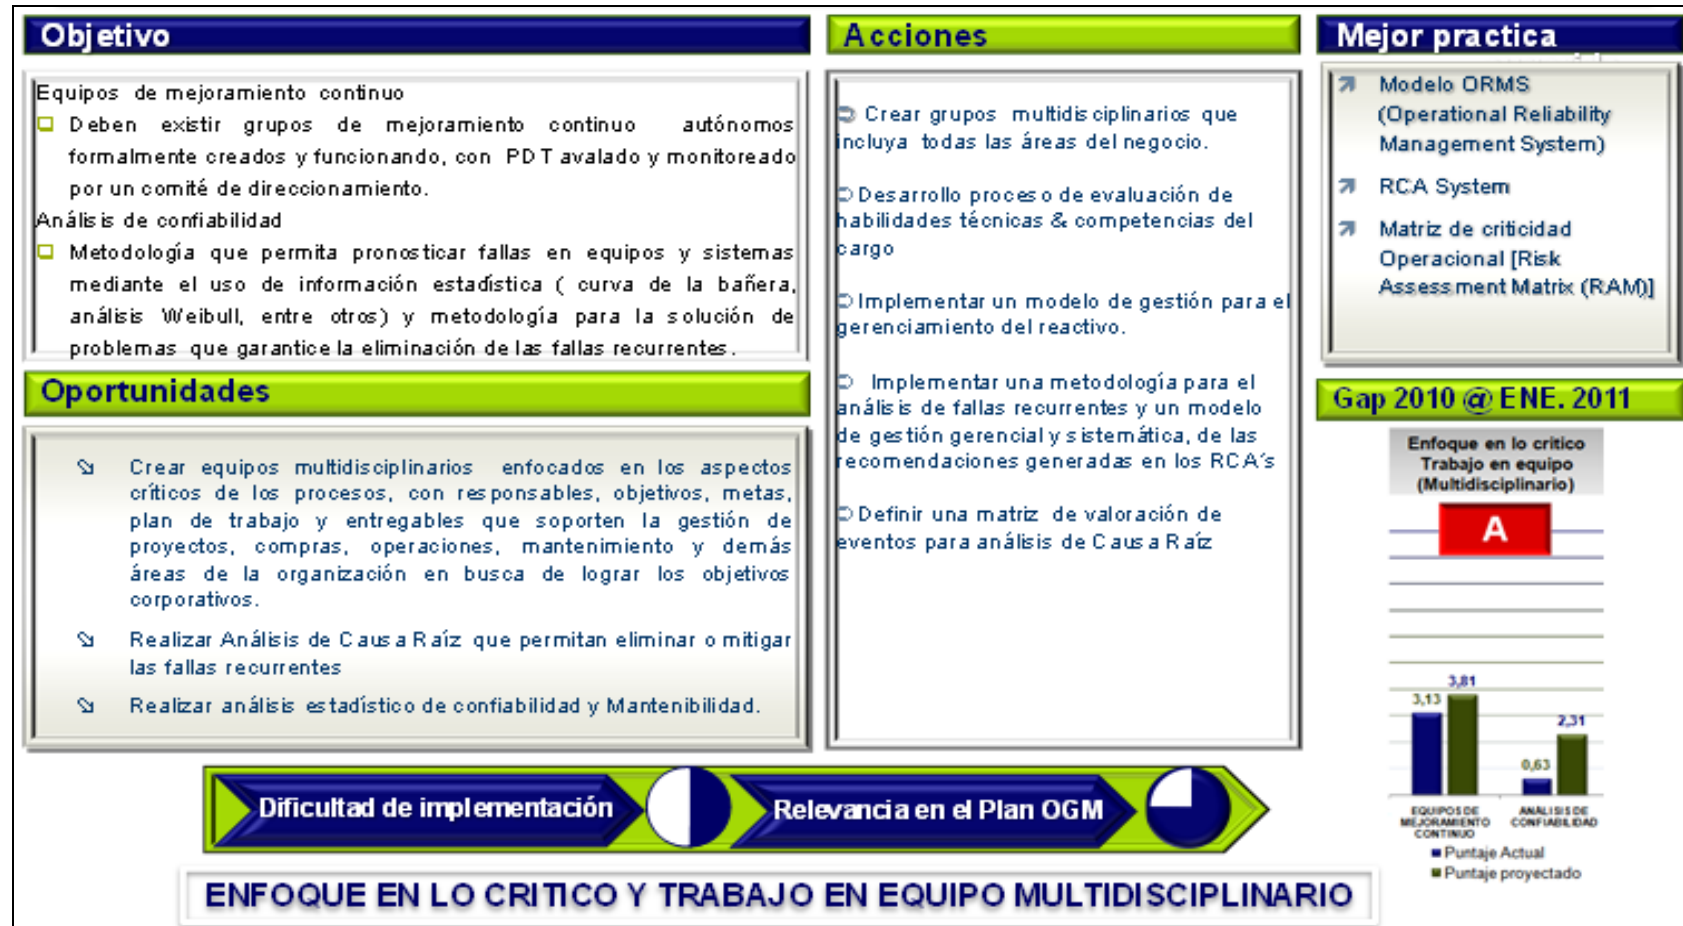 Objetivo
Equipos de mejoramiento continuo
Deben existir grupos de mejoramiento continuo autónomos
formalmente creados y funcionando, con PDT avalado y monitoreado
por un comité de direccionamiento.
Análisis de confiabilidad
Metodología que permita pronosticar fallas en equipos y sistemas
mediante el uso de información estadística ( curva de la bañera,
análisis Weibull, entre otros) y metodología para la solución de
problemas que garantice la eliminación de las fallas recurrentes.
Oportunidades
Crear equipos multidisciplinarios enfocados en los aspectos
críticos de los procesos, con responsables, objetivos, metas,
plan de trabajo y entregables que soporten la gestión de
proyectos, compras, operaciones, mantenimiento y demás
áreas de la organización en busca de lograr los objetivos
corporativos.
Realizar Análisis de Causa Raíz que permitan eliminar o mitigar
las fallas recurrentes
Realizar análisis estadístico de confiabilidad y Mantenibilidad.
Acciones
Crear grupos multidisciplinarios que
incluya todas las áreas del negocio.
Desarrollo proceso de evaluación de
habilidades técnicas & competencias del
cargo
Implementar un modelo de gestión para el
gerenciamiento del reactivo.
Implementar una metodología para el
análisis de fallas recurrentes y un modelo
de gestión gerencial y sistemática, de las
recomendaciones generadas en los RCA´s
Definir una matriz de valoración de
eventos para análisis de Causa Raíz
Mejor practica
Modelo ORMS
(Operational Reliability
Management System)
RCA System
Matriz de criticidad
Operacional [Risk
Assessment Matrix (RAM)]
Gap 2010 @ ENE. 2011
Enfoque en lo critico
Trabajo en equipo
(Multidisciplinario)
A
3,81
3,13
2,31
0,63
EQUIPOS DE
MEJORAMIENTO
CONTINUO
ANALISIS DE
CONFIABILIDAD
Puntaje Actual
Puntaje proyectado
Dificultad de implementación
Relevancia en el Plan OGM
ENFOQUE EN LO CRITICO Y TRABAJO EN EQUIPO MULTIDISCIPLINARIO